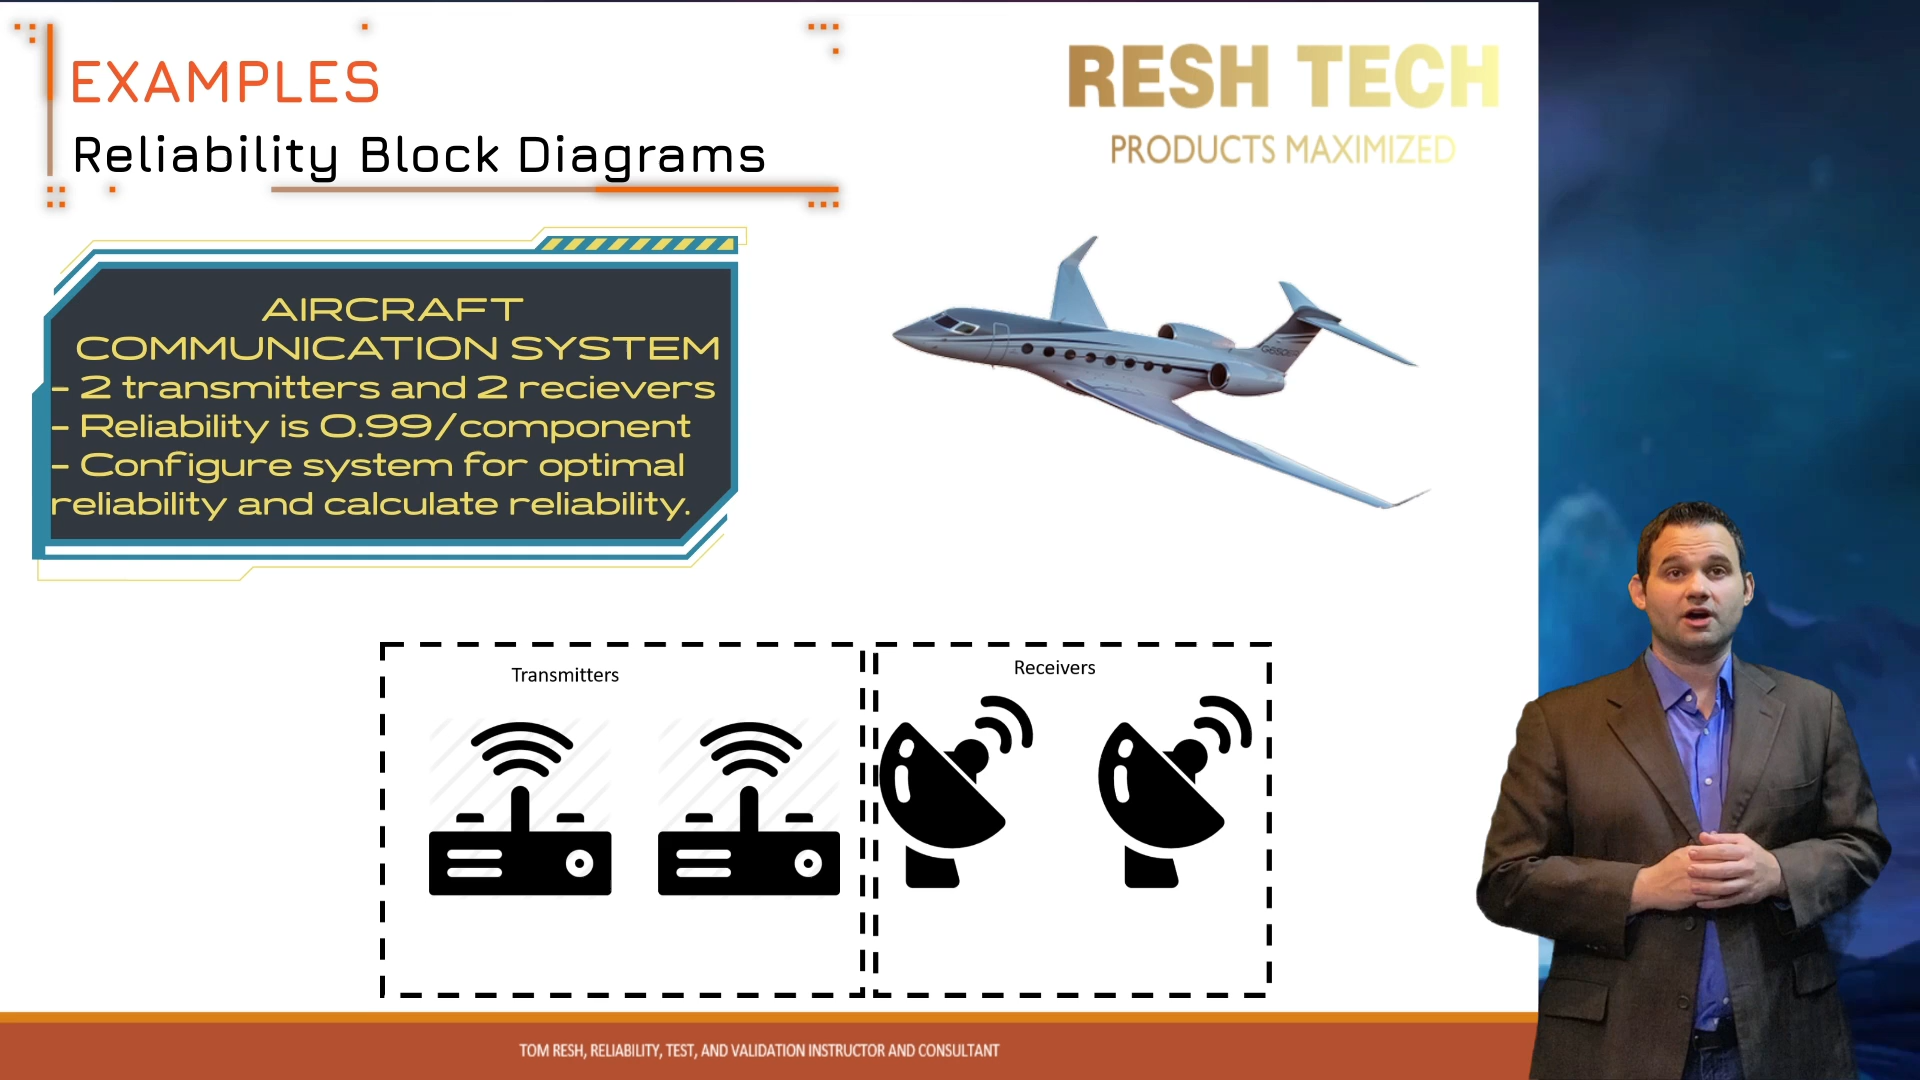 EXAMPLES
Reliability Block Diagrams
RESH TECH
PRODUCTS MAXIMIZED
AIRCRAFT
COMMUNICATION SYSTEM
- 2 transmitters and 2 recievers
- Reliability is 0.99/component
- Configure system for optimal
reliability and calculate reliability.
Transmitters
Receivers
TOM RESH, RELIABILITY, TEST, AND VALIDATION INSTRUCTOR AND CONSULTANT